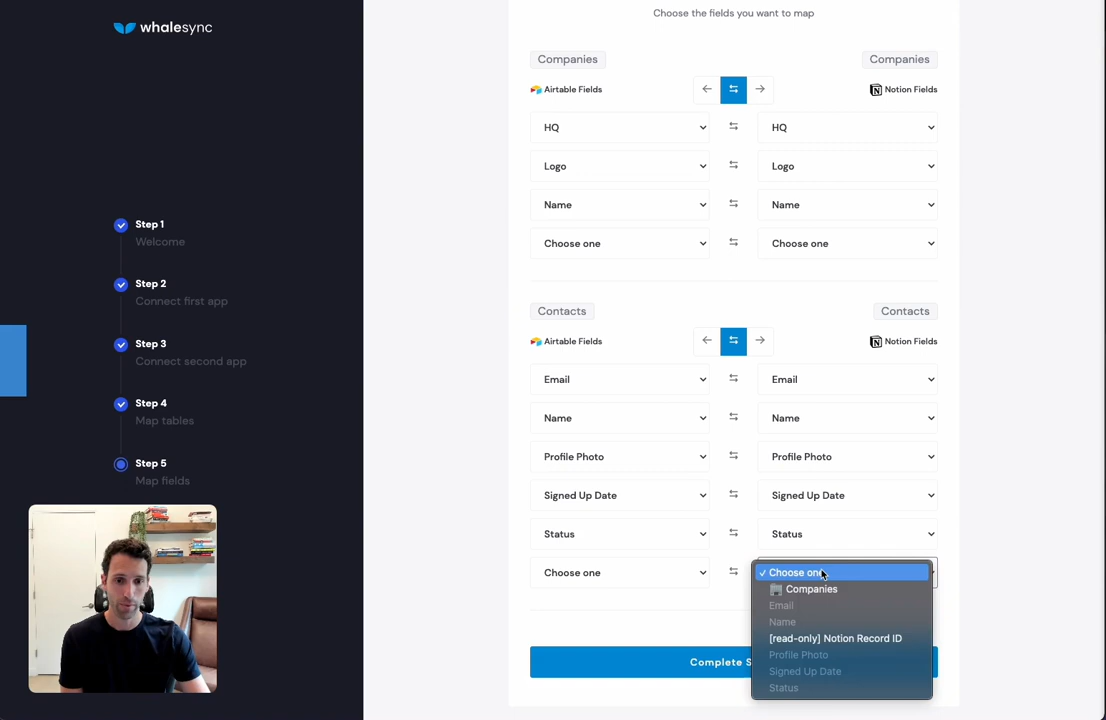 whalesync
Step 1
Welcome
Step 2
Connect first app
Step 3
Connect second app
Step 4
Map tables
Step 5
Map fields
Choose the fields you want to map
Companies Companies
Airtable Fields Notion Fields
HQ HQ
Logo Logo
Name Name
Choose one Choose one
Contacts Contacts
Airtable Fields Notion Fields
Email Email
Name Name
Profile Photo Profile Photo
Signed Up Date Signed Up Date
Status Status
Choose one
Choose one
Companies
Email
Name
[read-only] Notion Record ID
Profile Photo
Signed Up Date
Status
Complete S